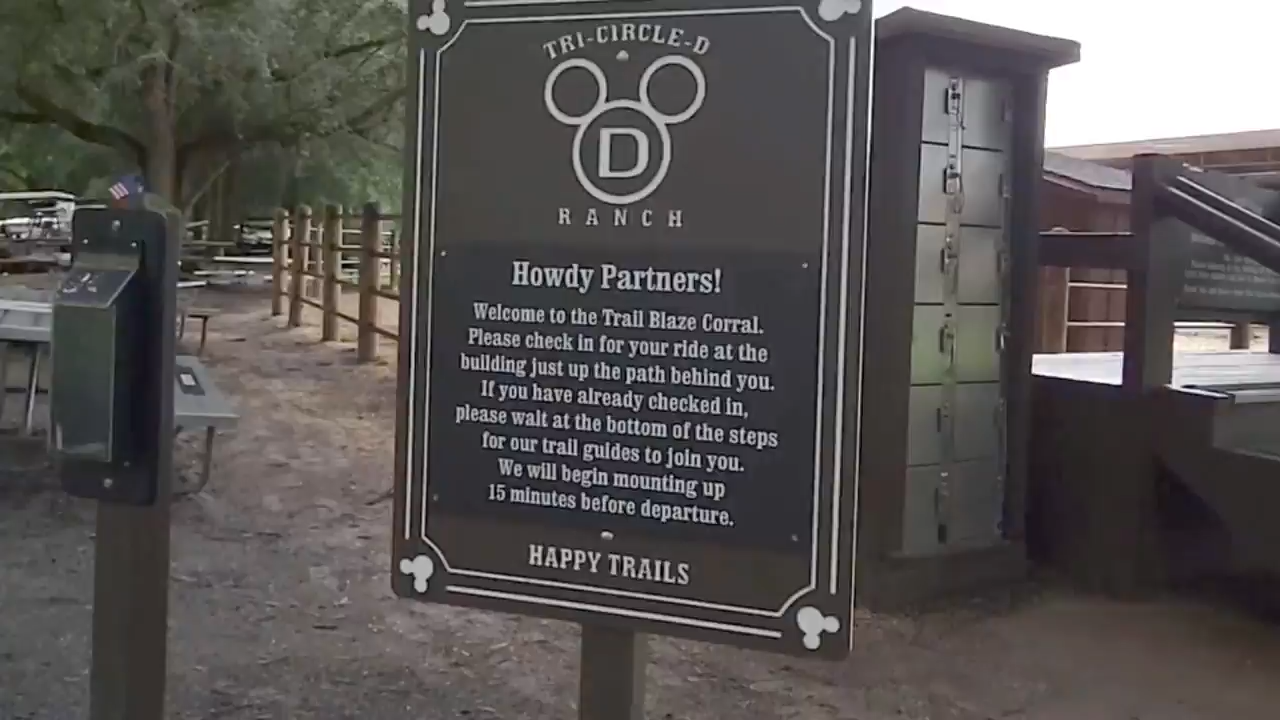 TRI-CIRCLE-D
D
RANCH
Howdy Partners!
Welcome to the Trail Blaze Corral.
Please check in for your ride at the
building just up the path behind you.
If you have already checked in,
please wait at the bottom of the steps
for our trail guides to join you.
We will begin mounting up
15 minutes before departure.
HAPPY TRAILS